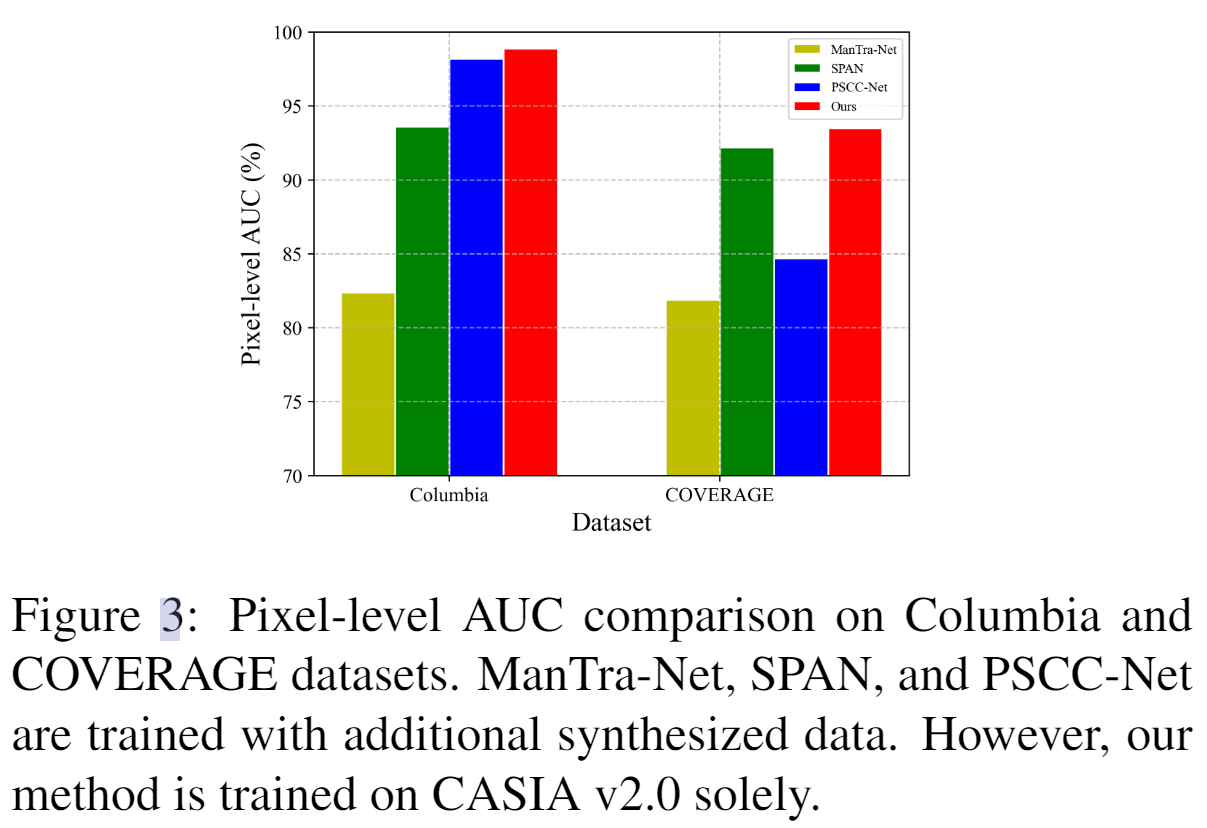 100
95
90
85
80
75
70
Pixel-level AUC (%)
ManTra-Net
SPAN
PSCC-Net
Ours
Columbia
COVERAGE
Dataset
Figure 3: Pixel-level AUC comparison on Columbia and
COVERAGE datasets. ManTra-Net, SPAN, and PSCC-Net
are trained with additional synthesized data. However, our
method is trained on CASIA v2.0 solely.